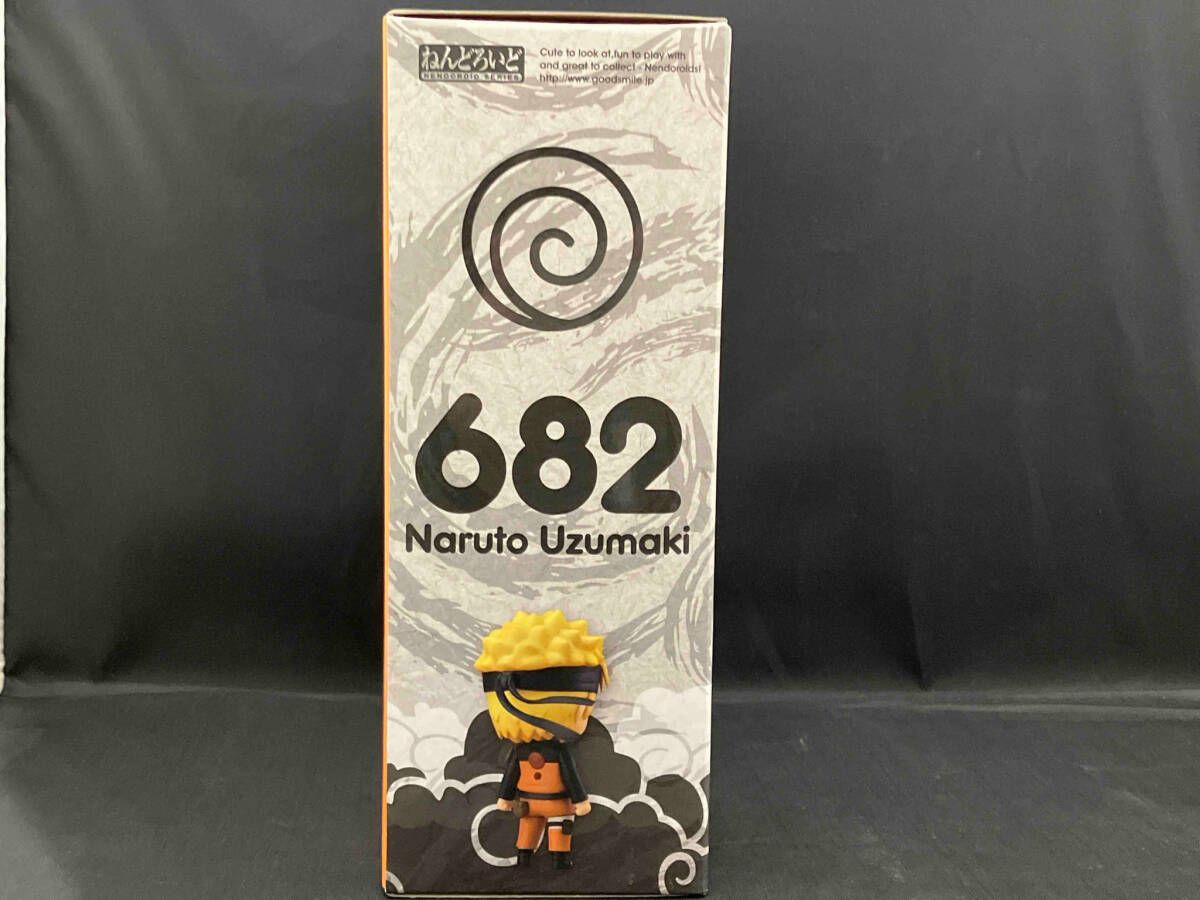 ねんどろいど
NENDOROID SERIES
Cute to look at,fun to play with
and great to collect - Nendoroids!
http://www.goodsmile.jp
682
Naruto Uzumaki